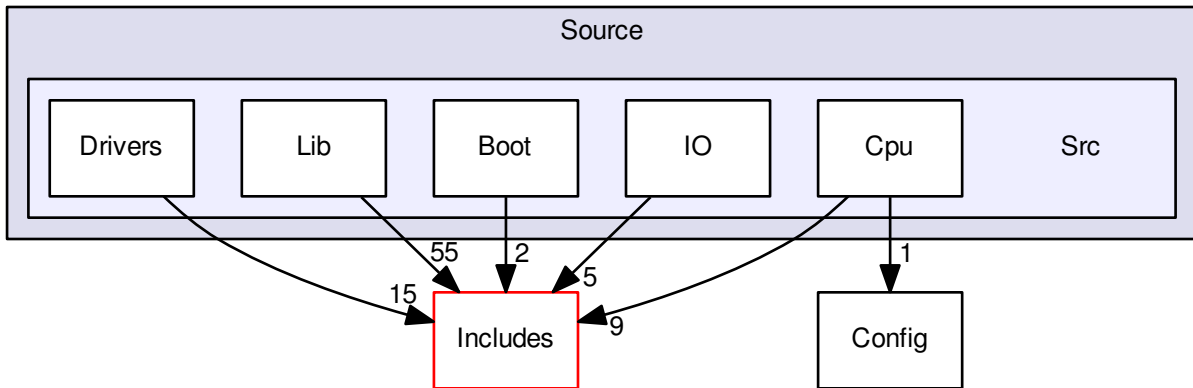 Source
Drivers
Lib
Boot
IO
Cpu
Src
55
2
5
1
15
9
Includes
Config